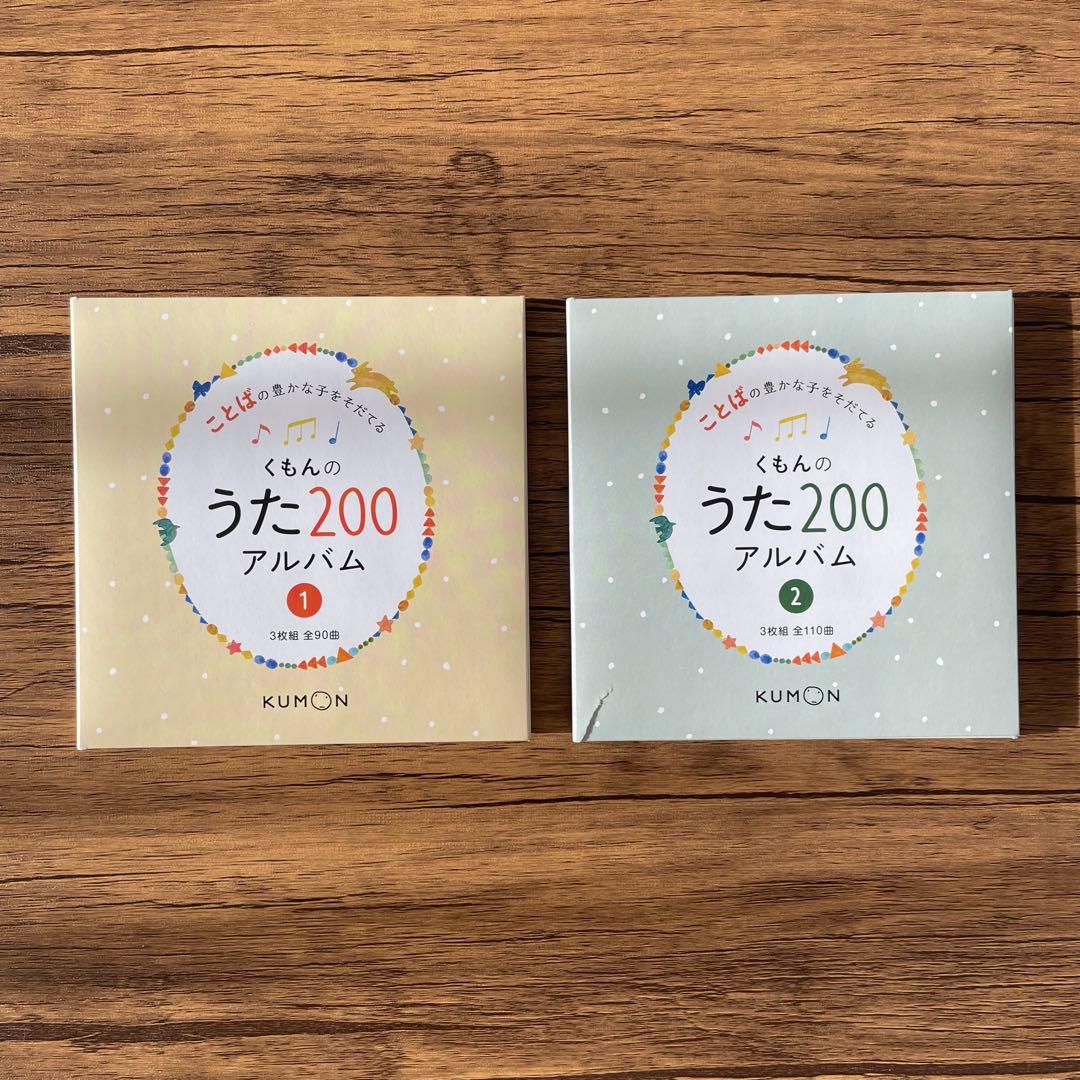 ことばの豊かな子をそだてる
くもんの
うた200
アルバム
1
3枚組 全90曲
KUMON
ことばの豊かな子をそだてる
くもんの
うた200
アルバム
2
3枚組 全110曲
KUMON